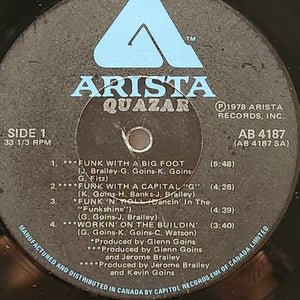 TM
ARISTA
QUAZAR
℗1978 ARISTA
RECORDS, INC.
SIDE 1
33 1/3 RPM
AB 4187
(AB 4187 SA)
1. ***FUNK WITH A BIG FOOT (5:48)
(J. Brailey-G. Goins-K. Goins-
G. Fitz)
2. ****FUNK WITH A CAPITAL "G" (4:28)
(K. Goins-H. Banks-J. Brailey)
3. *FUNK 'N' ROLL (Dancin' In The
"Funkshine") (4:39)
(G. Goins-J. Brailey)
4. ***WORKIN' ON THE BUILDIN' (6:40)
(G. Goins-K. Goins-C. Watson)
*Produced by Glenn Goins
***Produced by Glenn Goins
and Jerome Brailey
****Produced by Jerome Brailey
and Kevin Goins
MANUFACTURED AND DISTRIBUTED IN CANADA BY CAPITOL RECORDS-EMI OF CANADA LIMITED